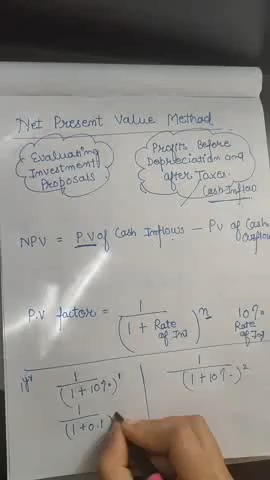 Net Present Value Method
Evaluating
Investment
Proposals
Profits Before
Depreciation and
after Taxes
Cash Inflow
NPV = P.V of Cash Inflows - PV of Cash
Outflow
P.V factor = 1 / (1 + Rate of Int)^n
10%
Rate
of Int
1yr
1 / (1 + 10%)^1
1 / (1 + 0.1)
1 / (1 + 10%)^2